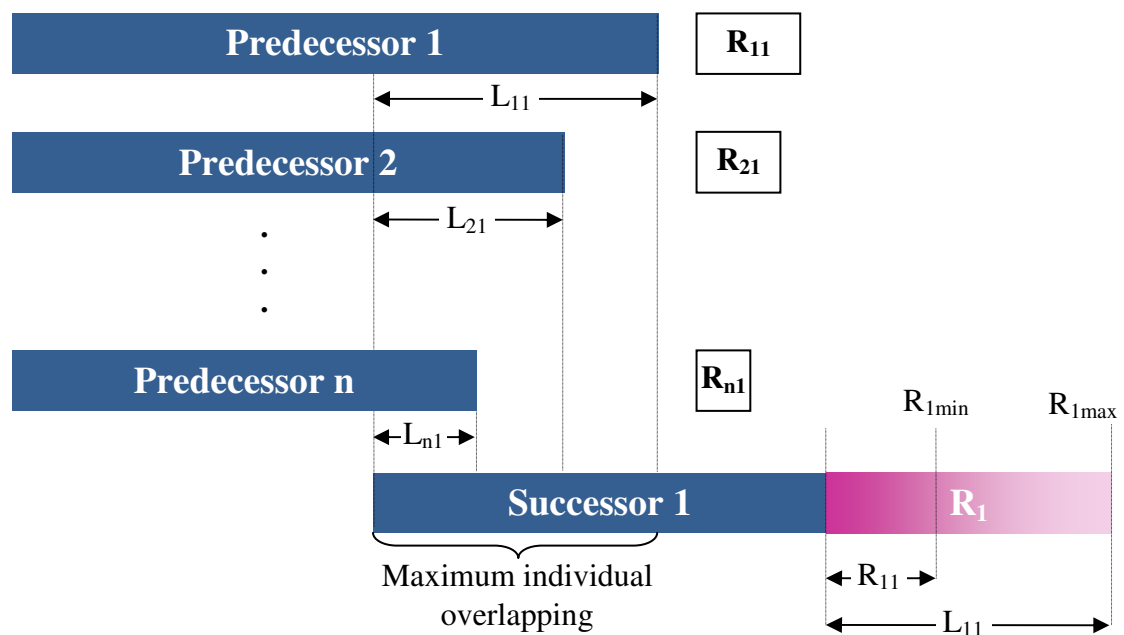 Predecessor 1
R₁₁
L₁₁
Predecessor 2
R₂₁
L₂₁
.
.
.
Predecessor n
Rₙ₁
R₁ₘᵢₙ
R₁ₘₐₓ
Lₙ₁
Successor 1
R₁
Maximum individual
overlapping
R₁₁
L₁₁